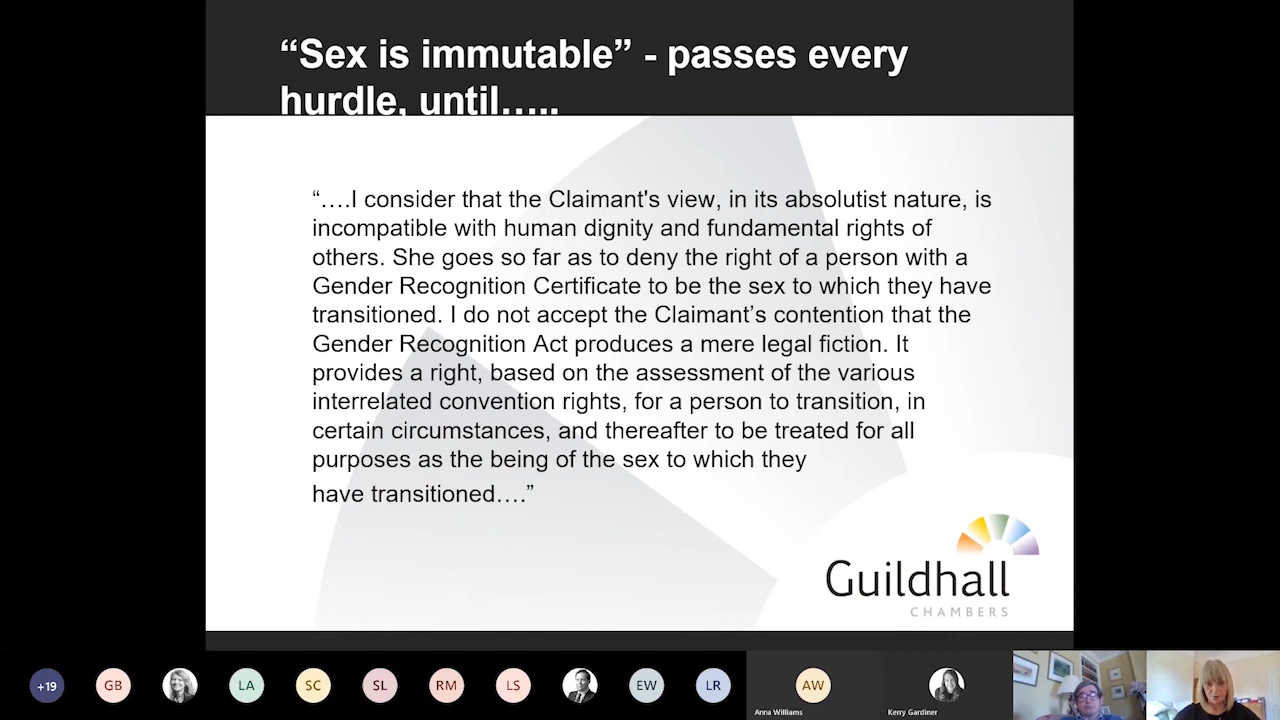 “Sex is immutable” - passes every
hurdle, until…..
“….I consider that the Claimant's view, in its absolutist nature, is
incompatible with human dignity and fundamental rights of
others. She goes so far as to deny the right of a person with a
Gender Recognition Certificate to be the sex to which they have
transitioned. I do not accept the Claimant’s contention that the
Gender Recognition Act produces a mere legal fiction. It
provides a right, based on the assessment of the various
interrelated convention rights, for a person to transition, in
certain circumstances, and thereafter to be treated for all
purposes as the being of the sex to which they
have transitioned….”
Guildhall
CHAMBERS
+19 GB LA SC SL RM LS EW LR AW
Anna Williams Kerry Gardiner